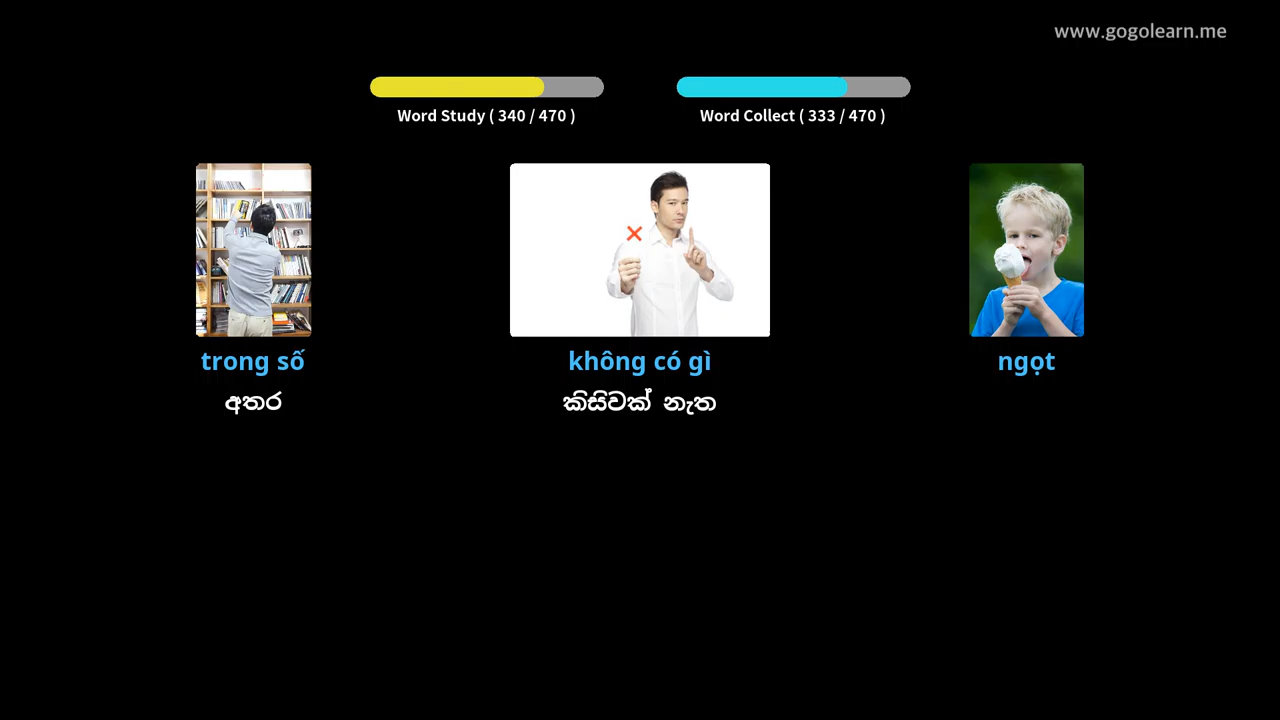 www.gogolearn.me
Word Study ( 340 / 470 )
Word Collect ( 333 / 470 )
trong số
không có gì
ngọt
අතර
කිසිවක් නැත